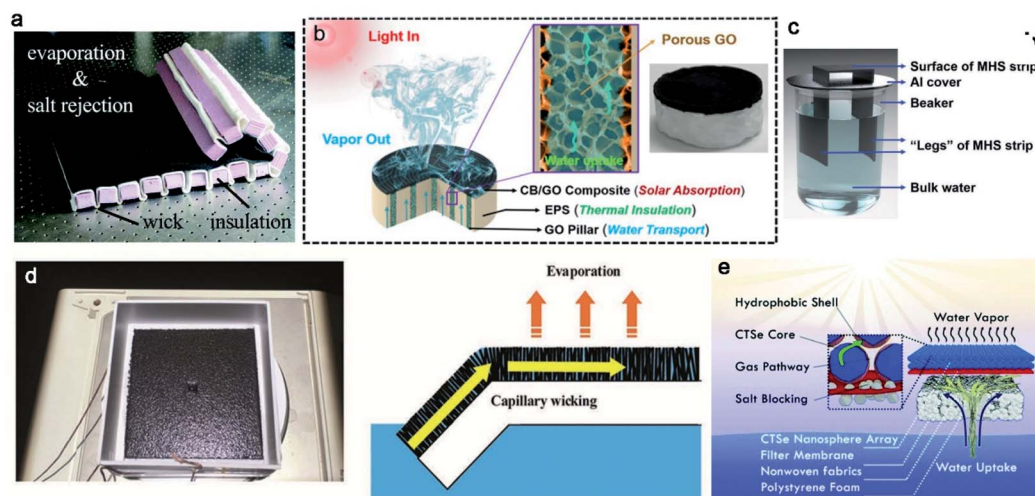 a
evaporation
&
salt rejection
wick
insulation
b
Light In
Vapor Out
Water uptake
Porous GO
CB/GO Composite (Solar Absorption)
EPS (Thermal Insulation)
GO Pillar (Water Transport)
c
Surface of MHS strip
Al cover
Beaker
“Legs” of MHS strip
Bulk water
d
Evaporation
Capillary wicking
e
Hydrophobic Shell
CTSe Core
Gas Pathway
Salt Blocking
Water Vapor
CTSe Nanosphere Array
Filter Membrane
Nonwoven fabrics
Polystyrene Foam
Water Uptake